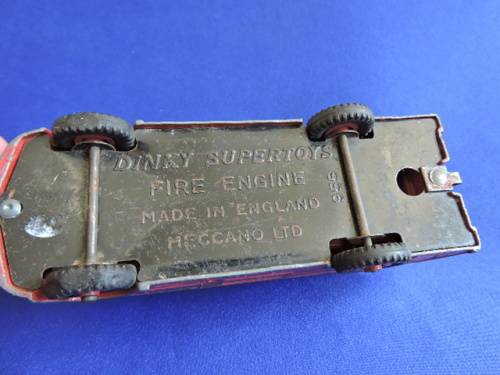 DINKY SUPERTOYS
FIRE ENGINE
MADE IN ENGLAND
MECCANO LTD
955